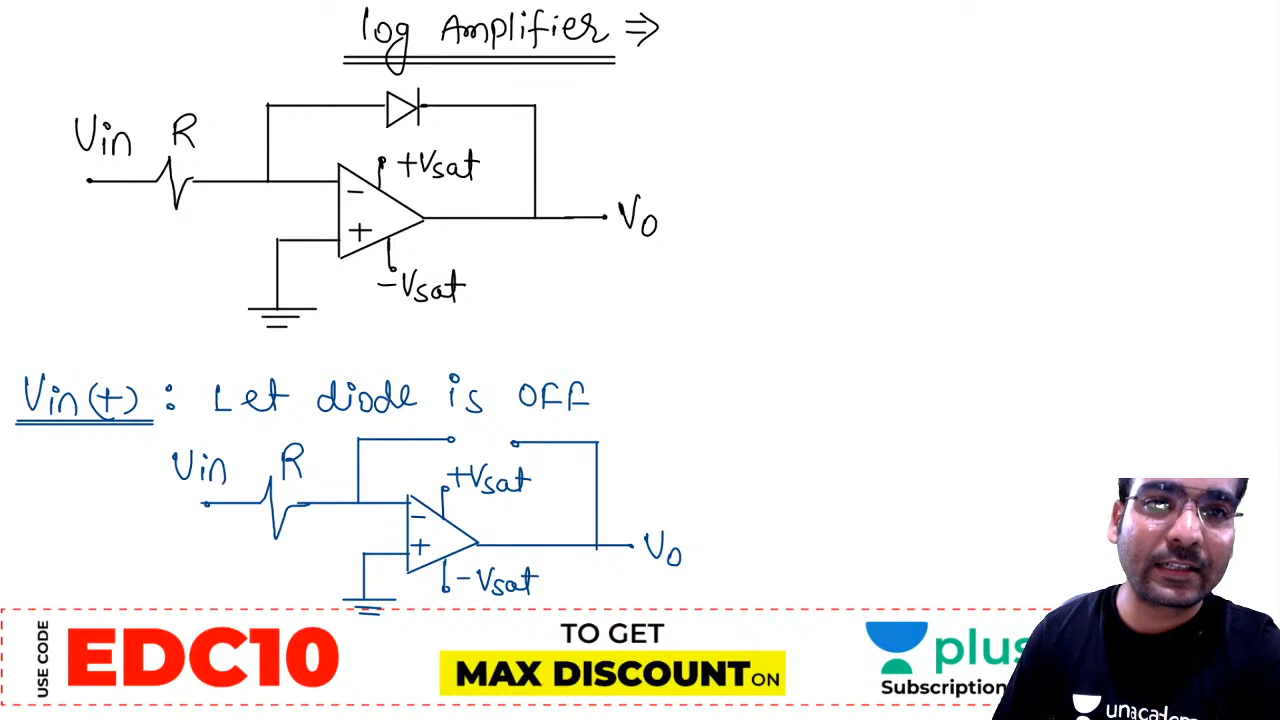 log Amplifier ⇒
Vin R
+Vsat
−
+
Vo
−Vsat
Vin(+) : Let diode is OFF
Vin R
+Vsat
−
+
Vo
−Vsat
USE CODE
EDC10
TO GET
MAX DISCOUNT ON
plus
Subscription
unacade